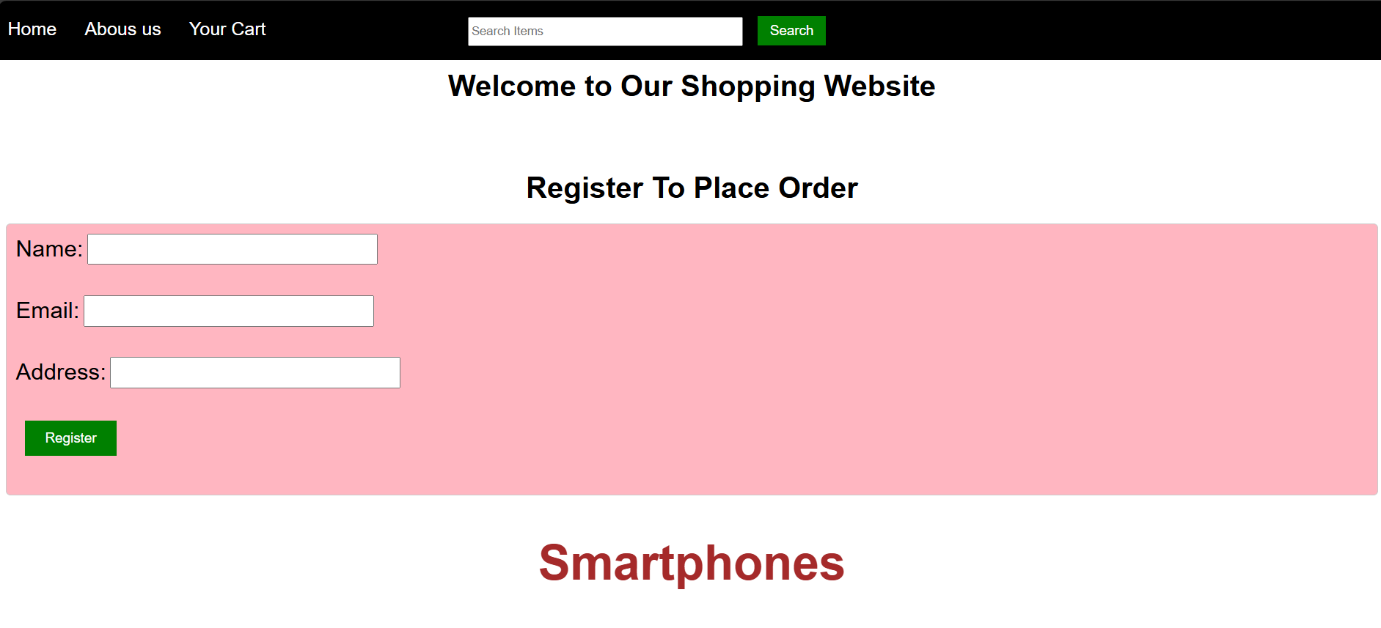 Home Abous us Your Cart Search Items Search
Welcome to Our Shopping Website
Register To Place Order
Name:
Email:
Address:
Register
Smartphones